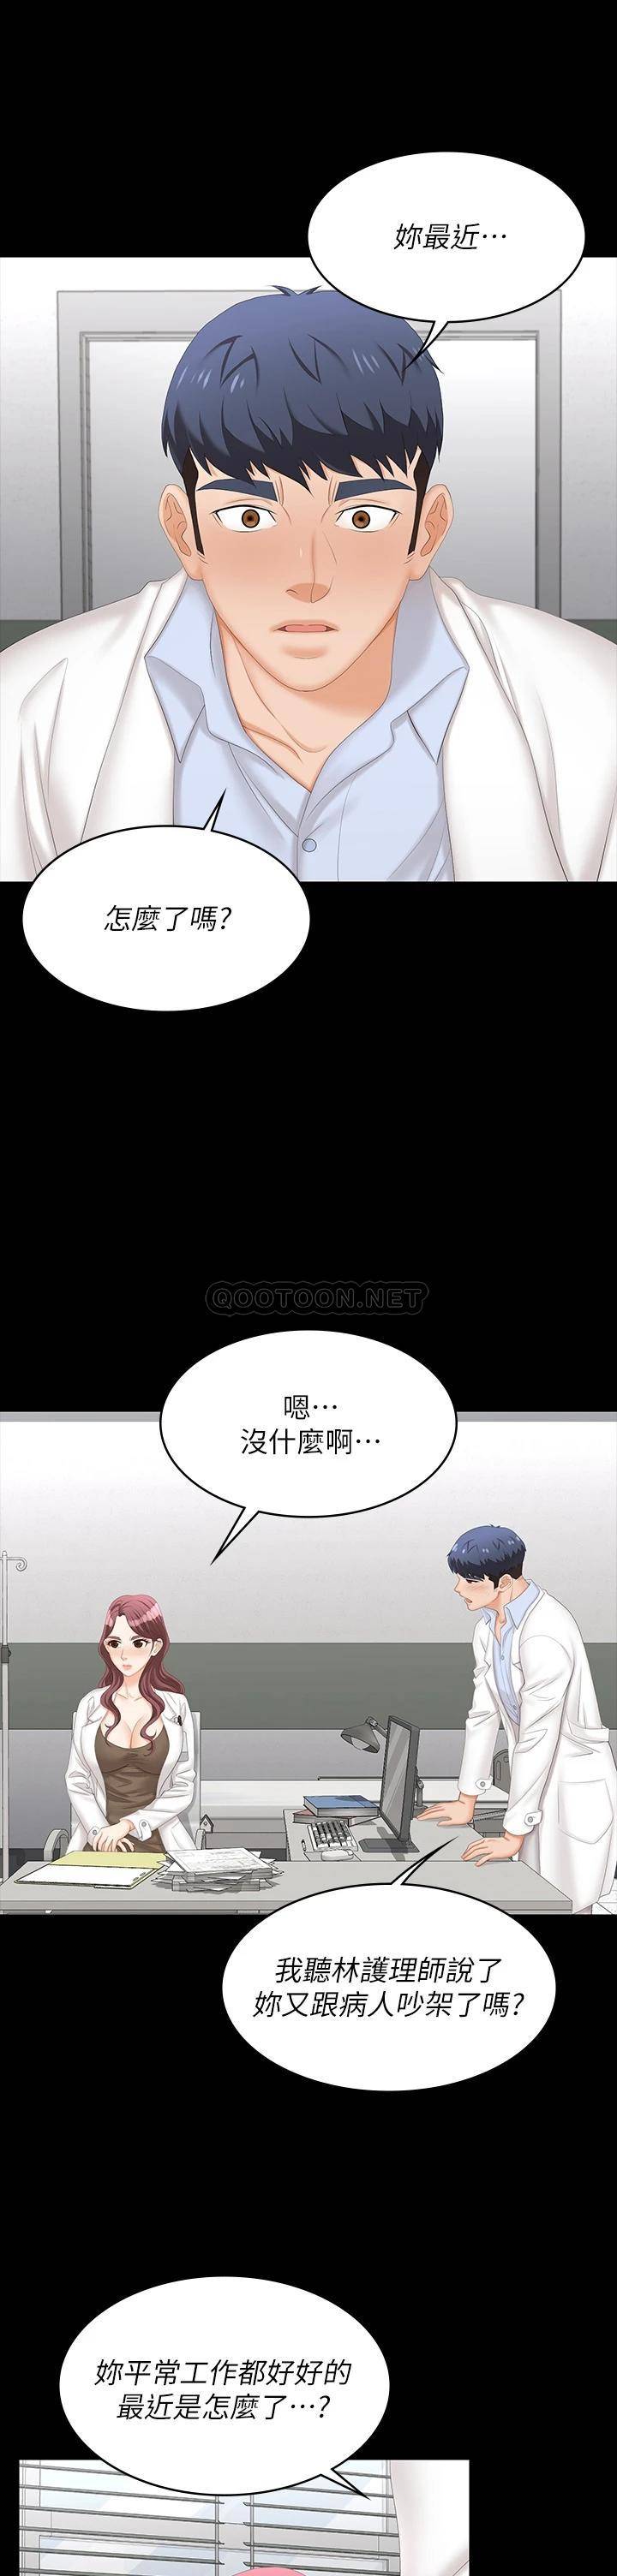 妳最近⋯
怎麼了嗎?
QOOTOON.NET
嗯⋯
沒什麼啊⋯
我聽林護理師說了
妳又跟病人吵架了嗎?
妳平常工作都好好的
最近是怎麼了⋯?